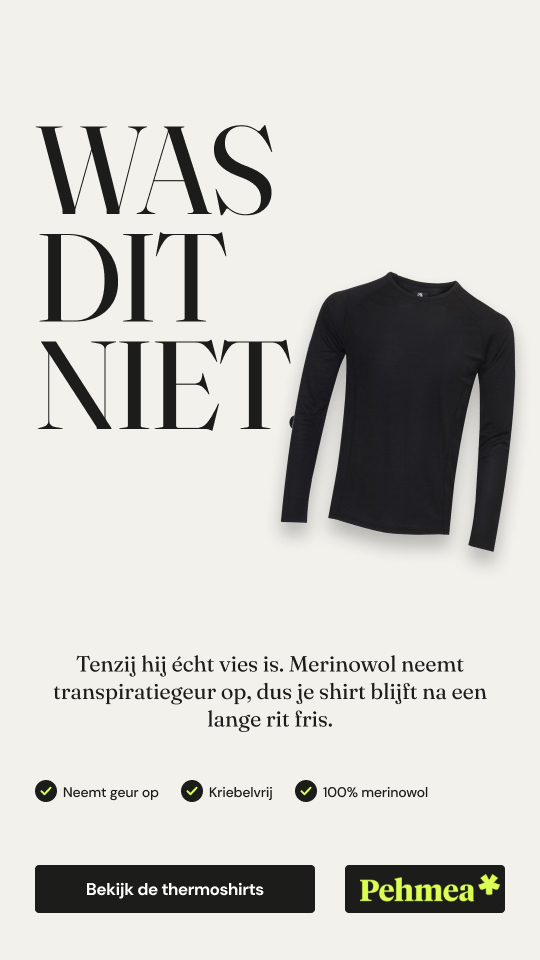 WAS
DIT
NIET
Tenzij hij écht vies is. Merinowol neemt
transpiratiegeur op, dus je shirt blijft na een
lange rit fris.
Neemt geur op
Kriebelvrij
100% merinowol
Bekijk de thermoshirts
Pehmea